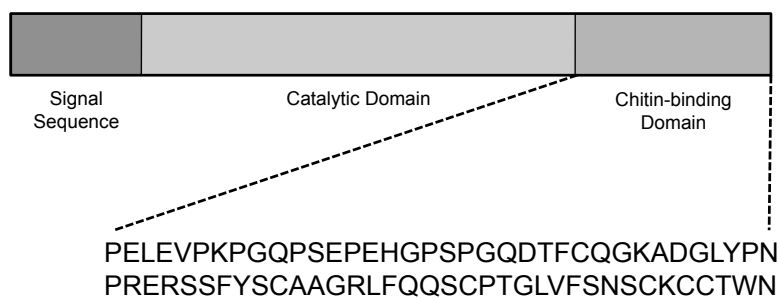 Signal
Sequence
Catalytic Domain
Chitin-binding
Domain
PELEVPKPGQPSEPEHGPSPGQDTFCQGKADGLYPN
PRERSSFYSCAAGRLFQQSCPTGLVFSNSCKCCTWN